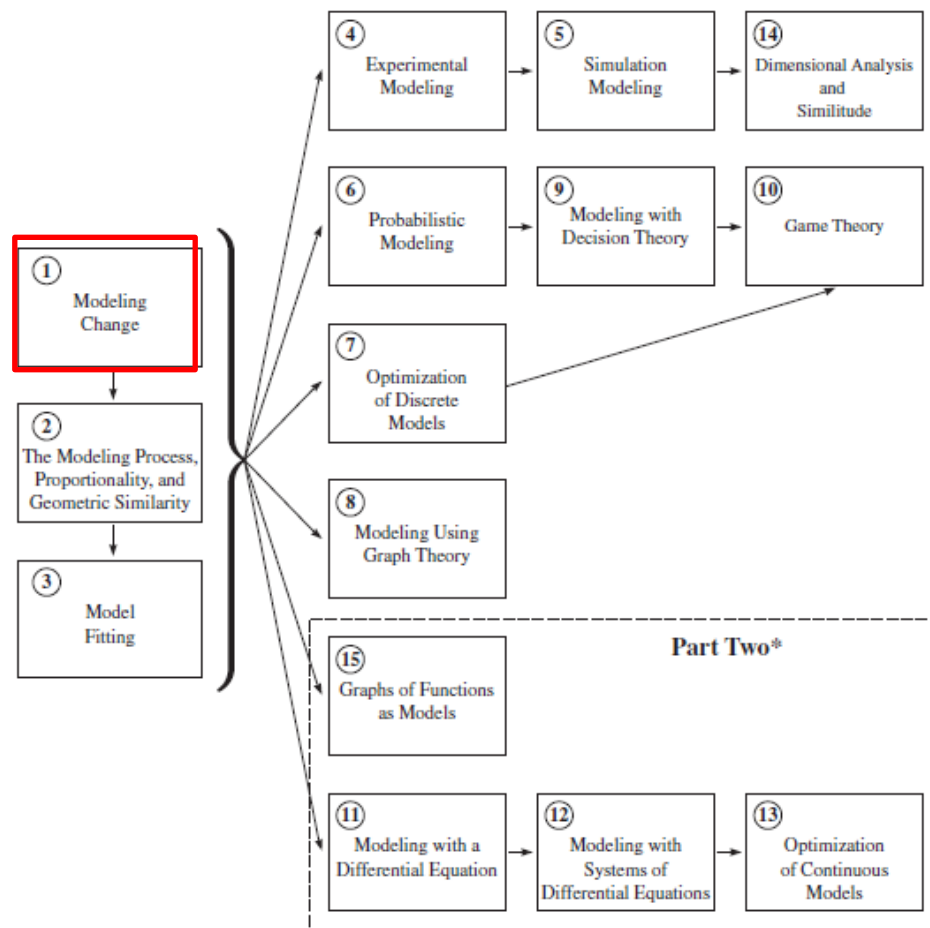 1
Modeling
Change
2
The Modeling Process,
Proportionality, and
Geometric Similarity
3
Model
Fitting
4
Experimental
Modeling
5
Simulation
Modeling
14
Dimensional Analysis
and
Similitude
6
Probabilistic
Modeling
9
Modeling with
Decision Theory
10
Game Theory
7
Optimization
of Discrete
Models
8
Modeling Using
Graph Theory
Part Two*
15
Graphs of Functions
as Models
11
Modeling with a
Differential Equation
12
Modeling with
Systems of
Differential Equations
13
Optimization
of Continuous
Models